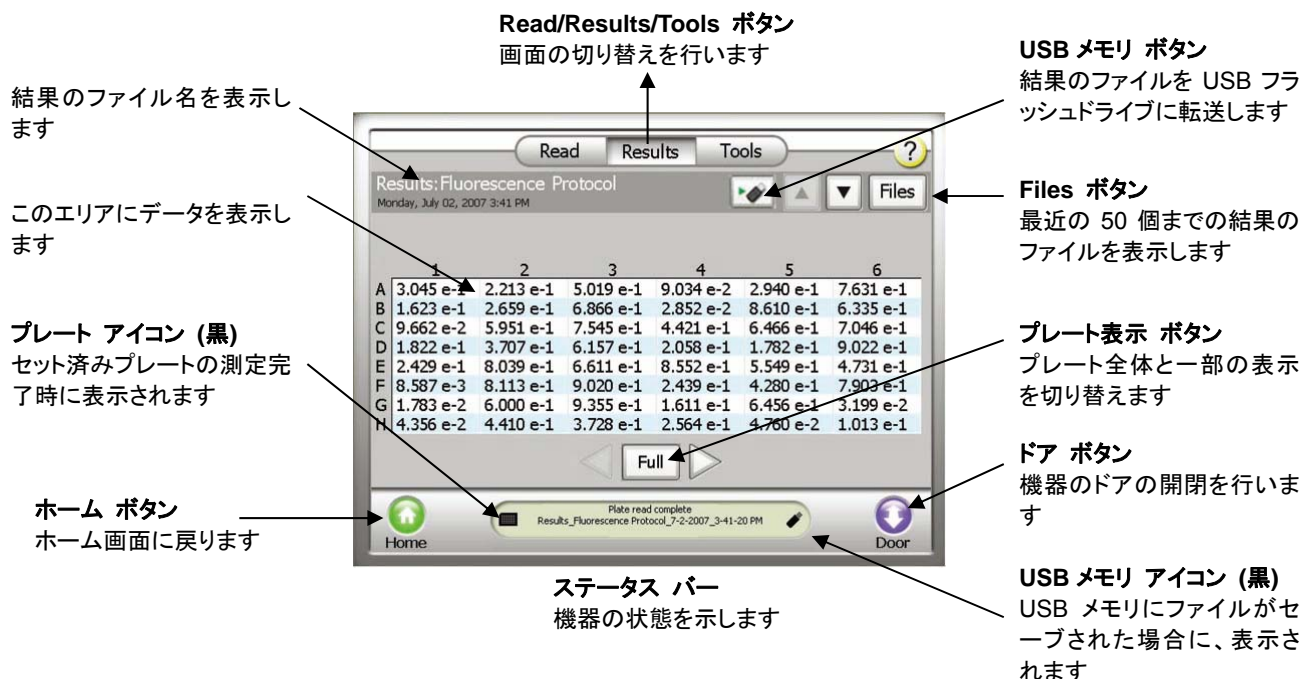 Read/Results/Tools ボタン
画面の切り替えを行います
結果のファイル名を表示し
ます
このエリアにデータを表示し
ます
プレート アイコン (黒)
セット済みプレートの測定完
了時に表示されます
ホーム ボタン
ホーム画面に戻ります
Read Results Tools ?
Results:Fluorescence Protocol
Monday, July 02, 2007 3:41 PM
Files
1 2 3 4 5 6
A 3.045 e-1 2.213 e-1 5.019 e-1 9.034 e-2 2.940 e-1 7.631 e-1
B 1.623 e-1 2.659 e-1 6.866 e-1 2.852 e-2 8.610 e-1 6.335 e-1
C 9.662 e-2 5.951 e-1 7.545 e-1 4.421 e-1 6.466 e-1 7.046 e-1
D 1.822 e-1 3.707 e-1 6.157 e-1 2.058 e-1 1.782 e-1 9.022 e-1
E 2.429 e-1 8.039 e-1 6.611 e-1 8.552 e-1 5.549 e-1 4.731 e-1
F 8.587 e-3 8.113 e-1 9.020 e-1 2.439 e-1 4.280 e-1 7.903 e-1
G 1.783 e-2 6.000 e-1 9.355 e-1 1.611 e-1 6.456 e-1 3.199 e-2
H 4.356 e-2 4.410 e-1 3.728 e-1 2.564 e-1 4.760 e-2 1.013 e-1
Full
Plate read complete
Results_Fluorescence Protocol_7-2-2007_3-41-20 PM
Home
Door
ステータス バー
機器の状態を示します
USB メモリ ボタン
結果のファイルを USB フラ
ッシュドライブに転送します
Files ボタン
最近の 50 個までの結果の
ファイルを表示します
プレート表示 ボタン
プレート全体と一部の表示
を切り替えます
ドア ボタン
機器のドアの開閉を行いま
す
USB メモリ アイコン (黒)
USB メモリにファイルがセ
ーブされた場合に、表示さ
れます